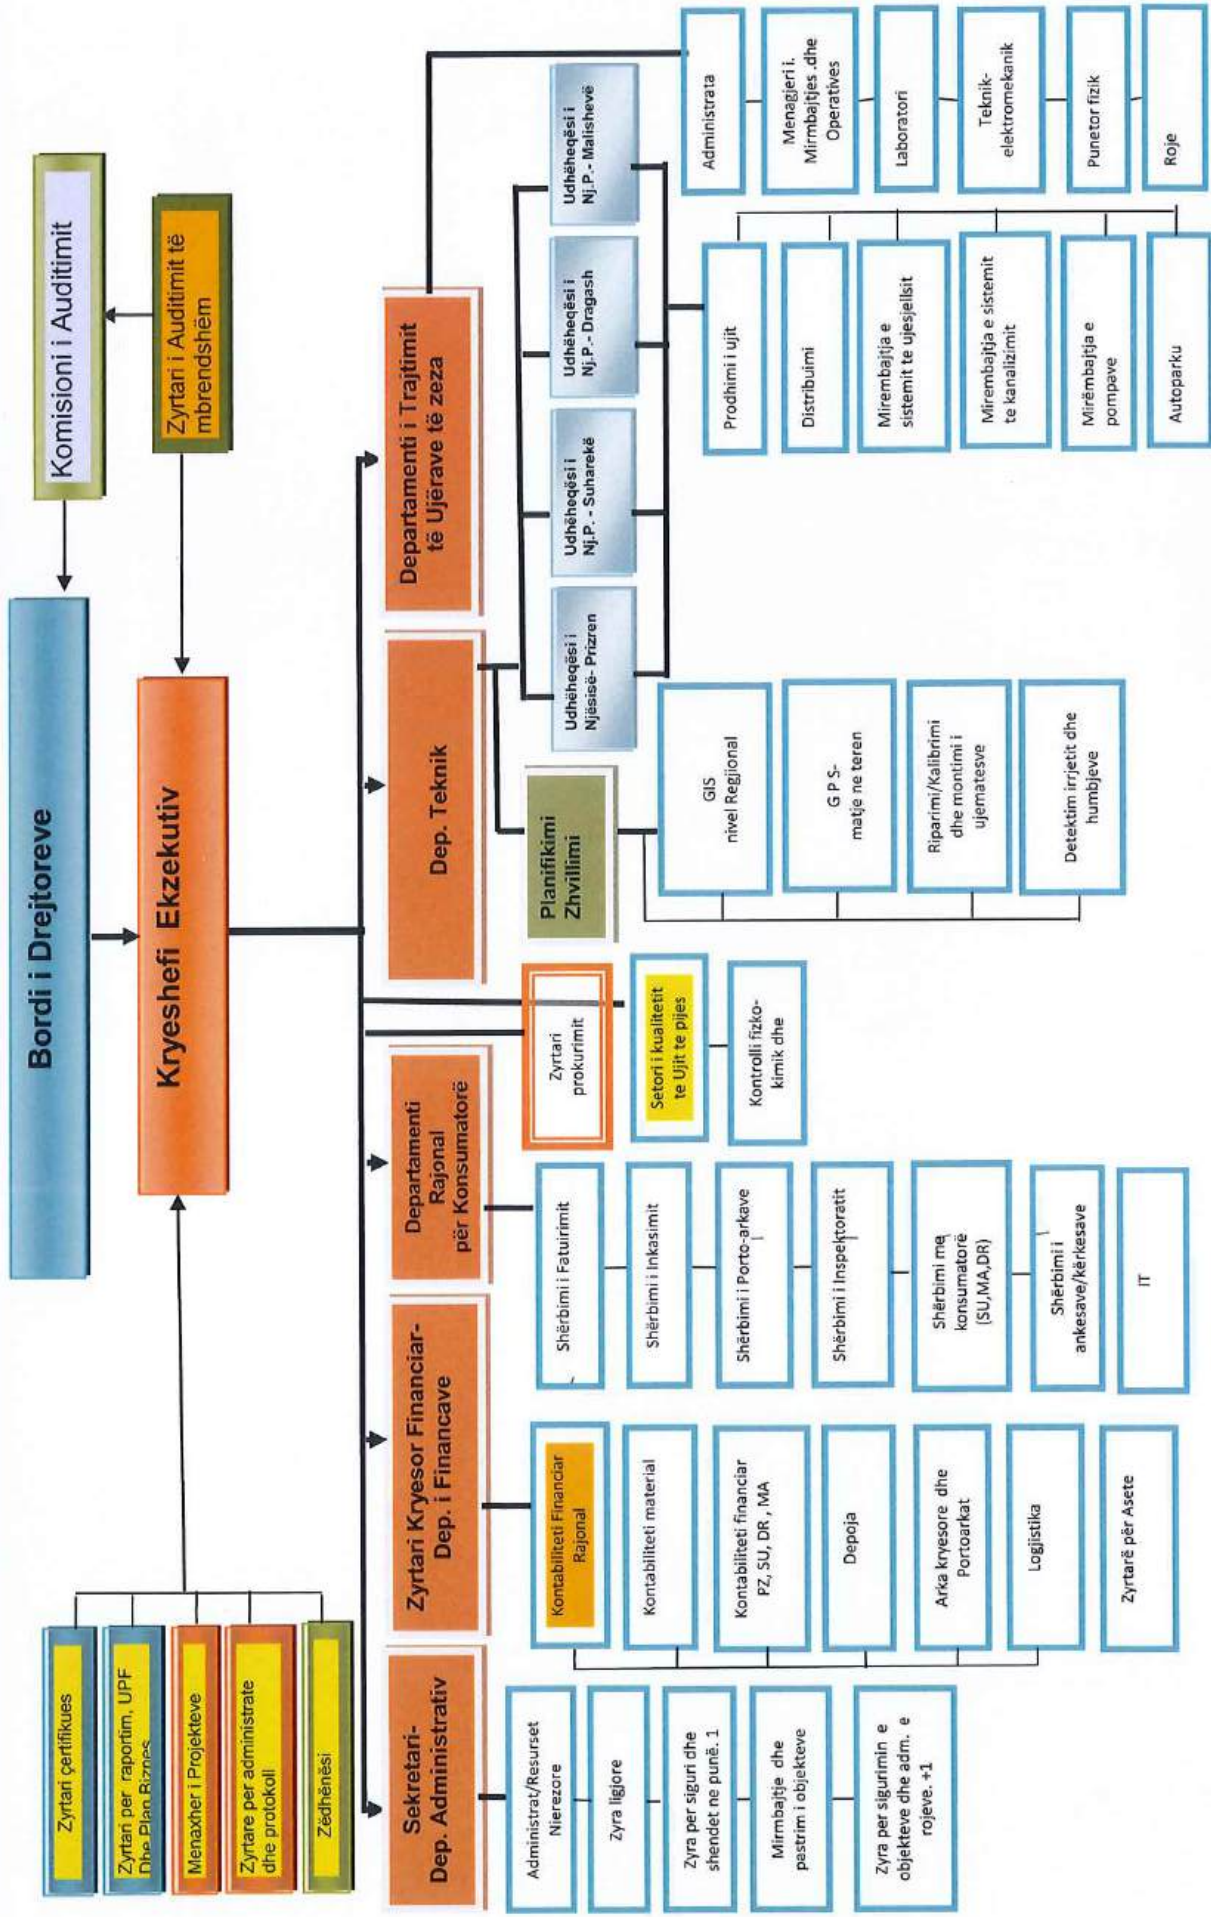 Bordi i Drejtoreve
Komisioni i Auditimit
Kryeshefi Ekzekutiv
Zyrtari i Auditimit të
mbrendshëm
Zyrtari çertifikues
Zyrtari per raportim, UPF
Dhe Plan Biznes
Menaxher i Projekteve
Zyrtare per administrate
dhe protokoll
Zëdhënësi
Sekretari-
Dep. Administrativ
Zyrtari Kryesor Financiar-
Dep. i Financave
Departamenti
Rajonal
për Konsumatorë
Dep. Teknik
Departamenti i Trajtimit
të Ujërave të zeza
Administrat/Resurset
Nierezore
Zyra ligjore
Zyra per siguri dhe
shendet ne punë. 1
Mirmbajtje dhe
pastrim i objekteve
Zyra per sigurimin e
objekteve dhe adm. e
rojeve. +1
Kontabiliteti Financiar
Rajonal
Kontabiliteti material
Kontabiliteti financiar
PZ, SU, DR , MA
Depoja
Arka kryesore dhe
Portoarkat
Logjistika
Zyrtarë për Asete
Shërbimi i Fatuirimit
Shërbimi i Inkasimit
Shërbimi i Porto-arkave
Shërbimi i Inspektoratit
Shërbimi me
konsumatorë
(SU,MA,DR)
Shërbimi i
ankesave/kërkesave
IT
Zyrtari
prokurimit
Setori i kualitetit
te Ujit te pijes
Kontrolli fizko-
kimik dhe
Planifikimi
Zhvillimi
GIS
nivel Regjional
G P S-
matje ne teren
Riparimi/Kalibrimi
dhe montimi i
ujematesve
Detektim irrjetit dhe
humbjeve
Udhëheqësi i
Njësisë- Prizren
Udhëheqësi i
Nj.P. - Suharekë
Udhëheqësi i
Nj.P.- Dragash
Udhëheqësi i
Nj.P.- Malishevë
Prodhimi i ujit
Distribuimi
Mirembajtja e
sistemit te ujesjellsit
Mirembajtja e sistemit
te kanalizimit
Mirëmbajtja e
pompave
Autoparku
Administrata
Menagjeri i.
Mirmbajtjes .dhe
Operatives
Laboratori
Teknik-
elektromekanik
Punetor fizik
Roje